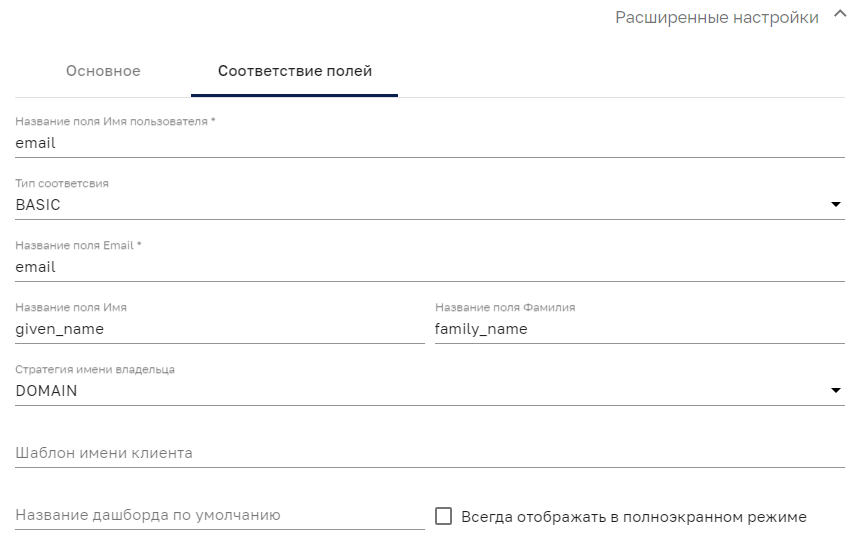 Расширенные настройки
Основное Соответствие полей
Название поля Имя пользователя *
email
Тип соответсвия
BASIC
Название поля Email *
email
Название поля Имя Название поля Фамилия
given_name family_name
Стратегия имени владельца
DOMAIN
Шаблон имени клиента
Название дашборда по умолчанию Всегда отображать в полноэкранном режиме